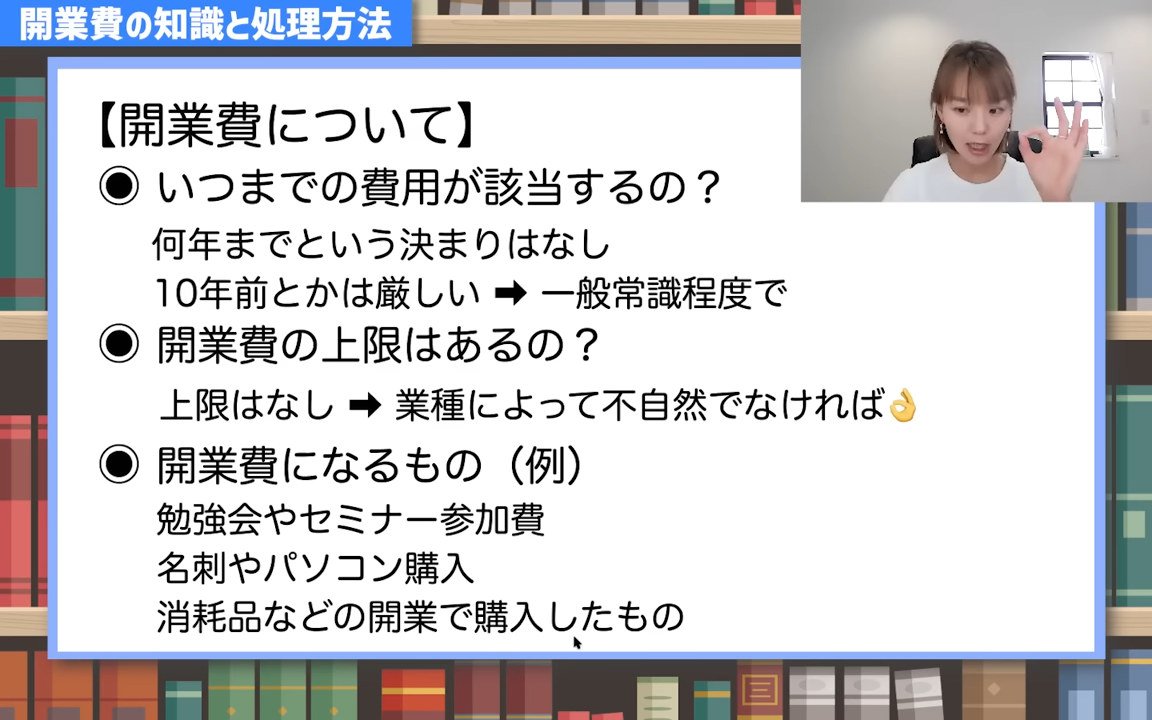 開業費の知識と処理方法
【開業費について】
◉ いつまでの費用が該当するの？
何年までという決まりはなし
10年前とかは厳しい ➡ 一般常識程度で
◉ 開業費の上限はあるの？
上限はなし ➡ 業種によって不自然でなければ👌
◉ 開業費になるもの（例）
勉強会やセミナー参加費
名刺やパソコン購入
消耗品などの開業で購入したもの